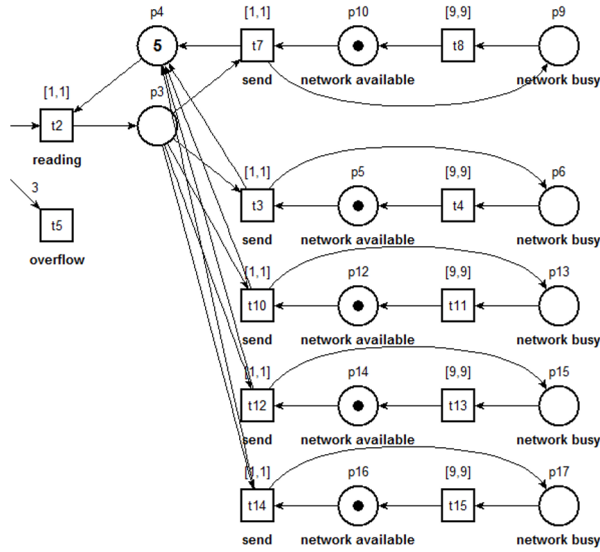 p4 [1,1] p10 [9,9] p9
5 t7 t8
send network available network busy
[1,1] p3
t2
reading
[1,1] p5 [9,9] p6
3 t3 t4
t5
send network available network busy
overflow
[1,1] p12 [9,9] p13
t10 t11
send network available network busy
[1,1] p14 [9,9] p15
t12 t13
send network available network busy
[1,1] p16 [9,9] p17
t14 t15
send network available network busy